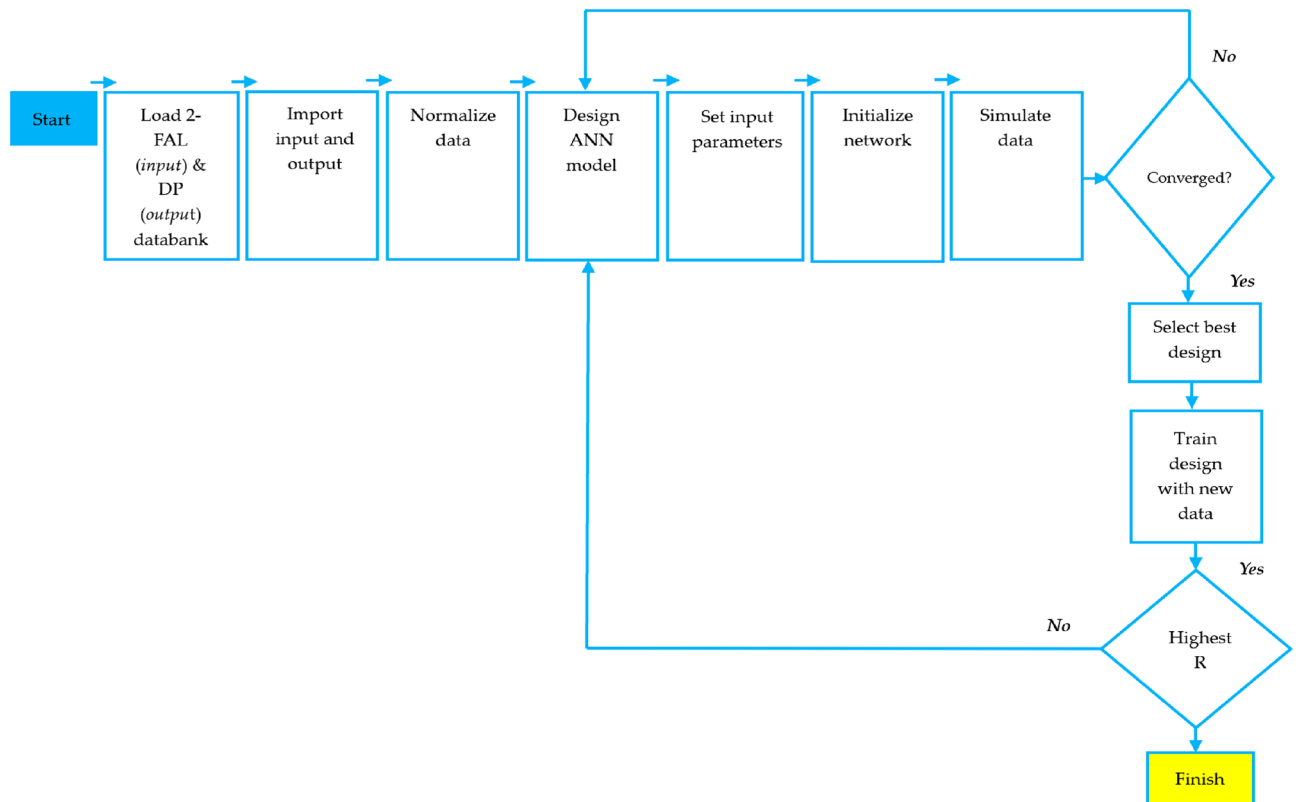 No
Start
Load 2-
FAL
(input) &
DP
(output)
databank
Import
input and
output
Normalize
data
Design
ANN
model
Set input
parameters
Initialize
network
Simulate
data
Converged?
Yes
Select best
design
Train
design
with new
data
Yes
No
Highest
R
Finish